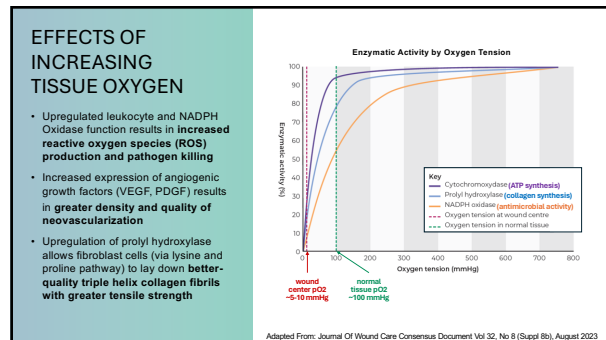 EFFECTS OF
INCREASING
TISSUE OXYGEN
• Upregulated leukocyte and NADPH
Oxidase function results in increased
reactive oxygen species (ROS)
production and pathogen killing
• Increased expression of angiogenic
growth factors (VEGF, PDGF) results
in greater density and quality of
neovascularization
• Upregulation of prolyl hydroxylase
allows fibroblast cells (via lysine and
proline pathway) to lay down better-
quality triple helix collagen fibrils
with greater tensile strength
Enzymatic Activity by Oxygen Tension
Enzymatic activity (%)
100
90
80
70
60
50
40
30
20
10
0
0 100 200 300 400 500 600 700 800
Oxygen tension (mmHg)
Key
Cytochromoxydase (ATP synthesis)
Prolyl hydroxylase (collagen synthesis)
NADPH oxidase (antimicrobial activity)
Oxygen tension at wound centre
Oxygen tension in normal tissue
wound
center pO2
~5-10 mmHg
normal
tissue pO2
~100 mmHg
Adapted From: Journal Of Wound Care Consensus Document Vol 32, No 8 (Suppl 8b), August 2023